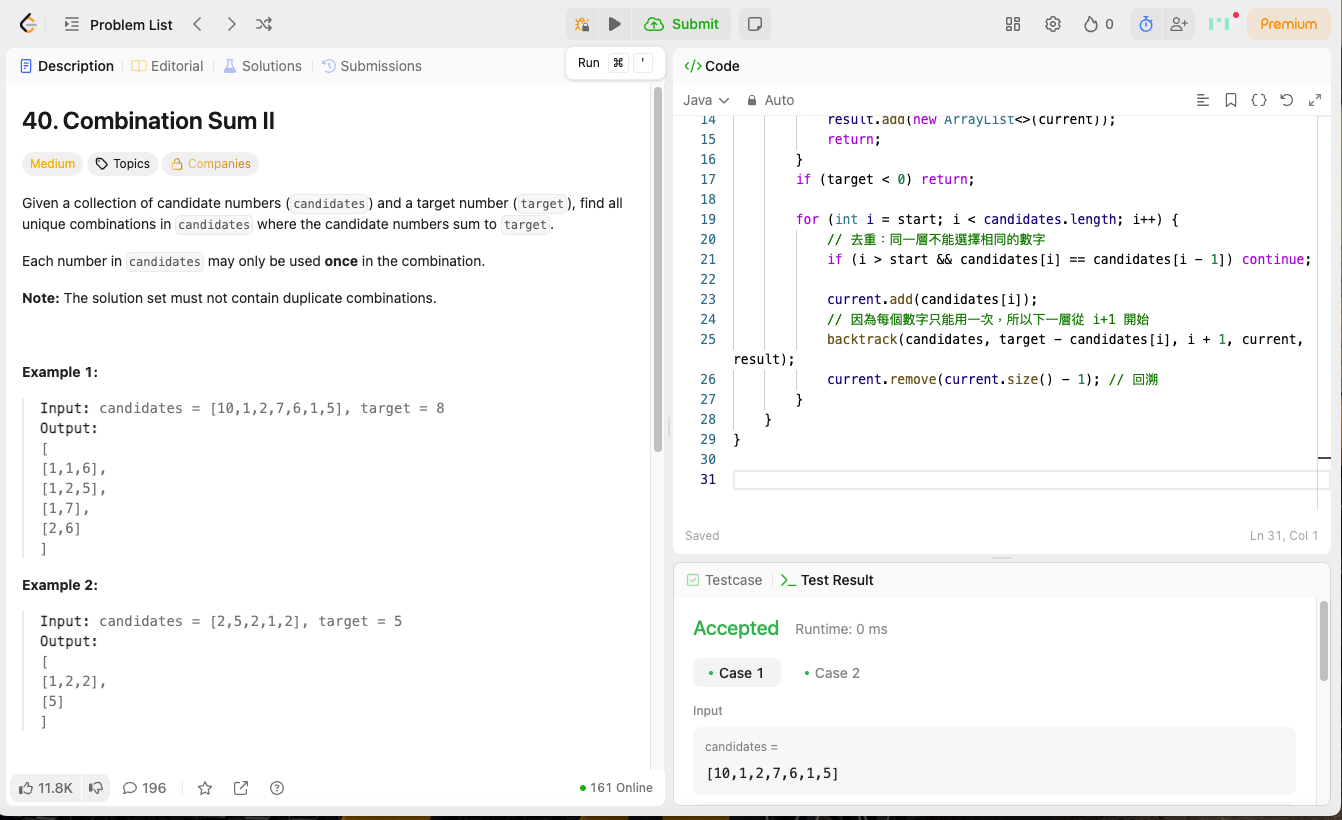 Problem List
Submit
0
Premium
Description
Editorial
Solutions
Submissions
Run ⌘ '
40. Combination Sum II
Medium
Topics
Companies
Given a collection of candidate numbers (candidates) and a target number (target), find all
unique combinations in candidates where the candidate numbers sum to target.
Each number in candidates may only be used once in the combination.
Note: The solution set must not contain duplicate combinations.
Example 1:
Input: candidates = [10,1,2,7,6,1,5], target = 8
Output:
[
[1,1,6],
[1,2,5],
[1,7],
[2,6]
]
Example 2:
Input: candidates = [2,5,2,1,2], target = 5
Output:
[
[1,2,2],
[5]
]
11.8K
196
161 Online
</> Code
Java
Auto
14 result.add(new ArrayList<>(current));
15 return;
16 }
17 if (target < 0) return;
18
19 for (int i = start; i < candidates.length; i++) {
20 // 去重：同一層不能選擇相同的數字
21 if (i > start && candidates[i] == candidates[i - 1]) continue;
22
23 current.add(candidates[i]);
24 // 因為每個數字只能用一次，所以下一層從 i+1 開始
25 backtrack(candidates, target - candidates[i], i + 1, current,
result);
26 current.remove(current.size() - 1); // 回溯
27 }
28 }
29 }
30
31
Saved
Ln 31, Col 1
Testcase
>_ Test Result
Accepted
Runtime: 0 ms
• Case 1
• Case 2
Input
candidates =
[10,1,2,7,6,1,5]